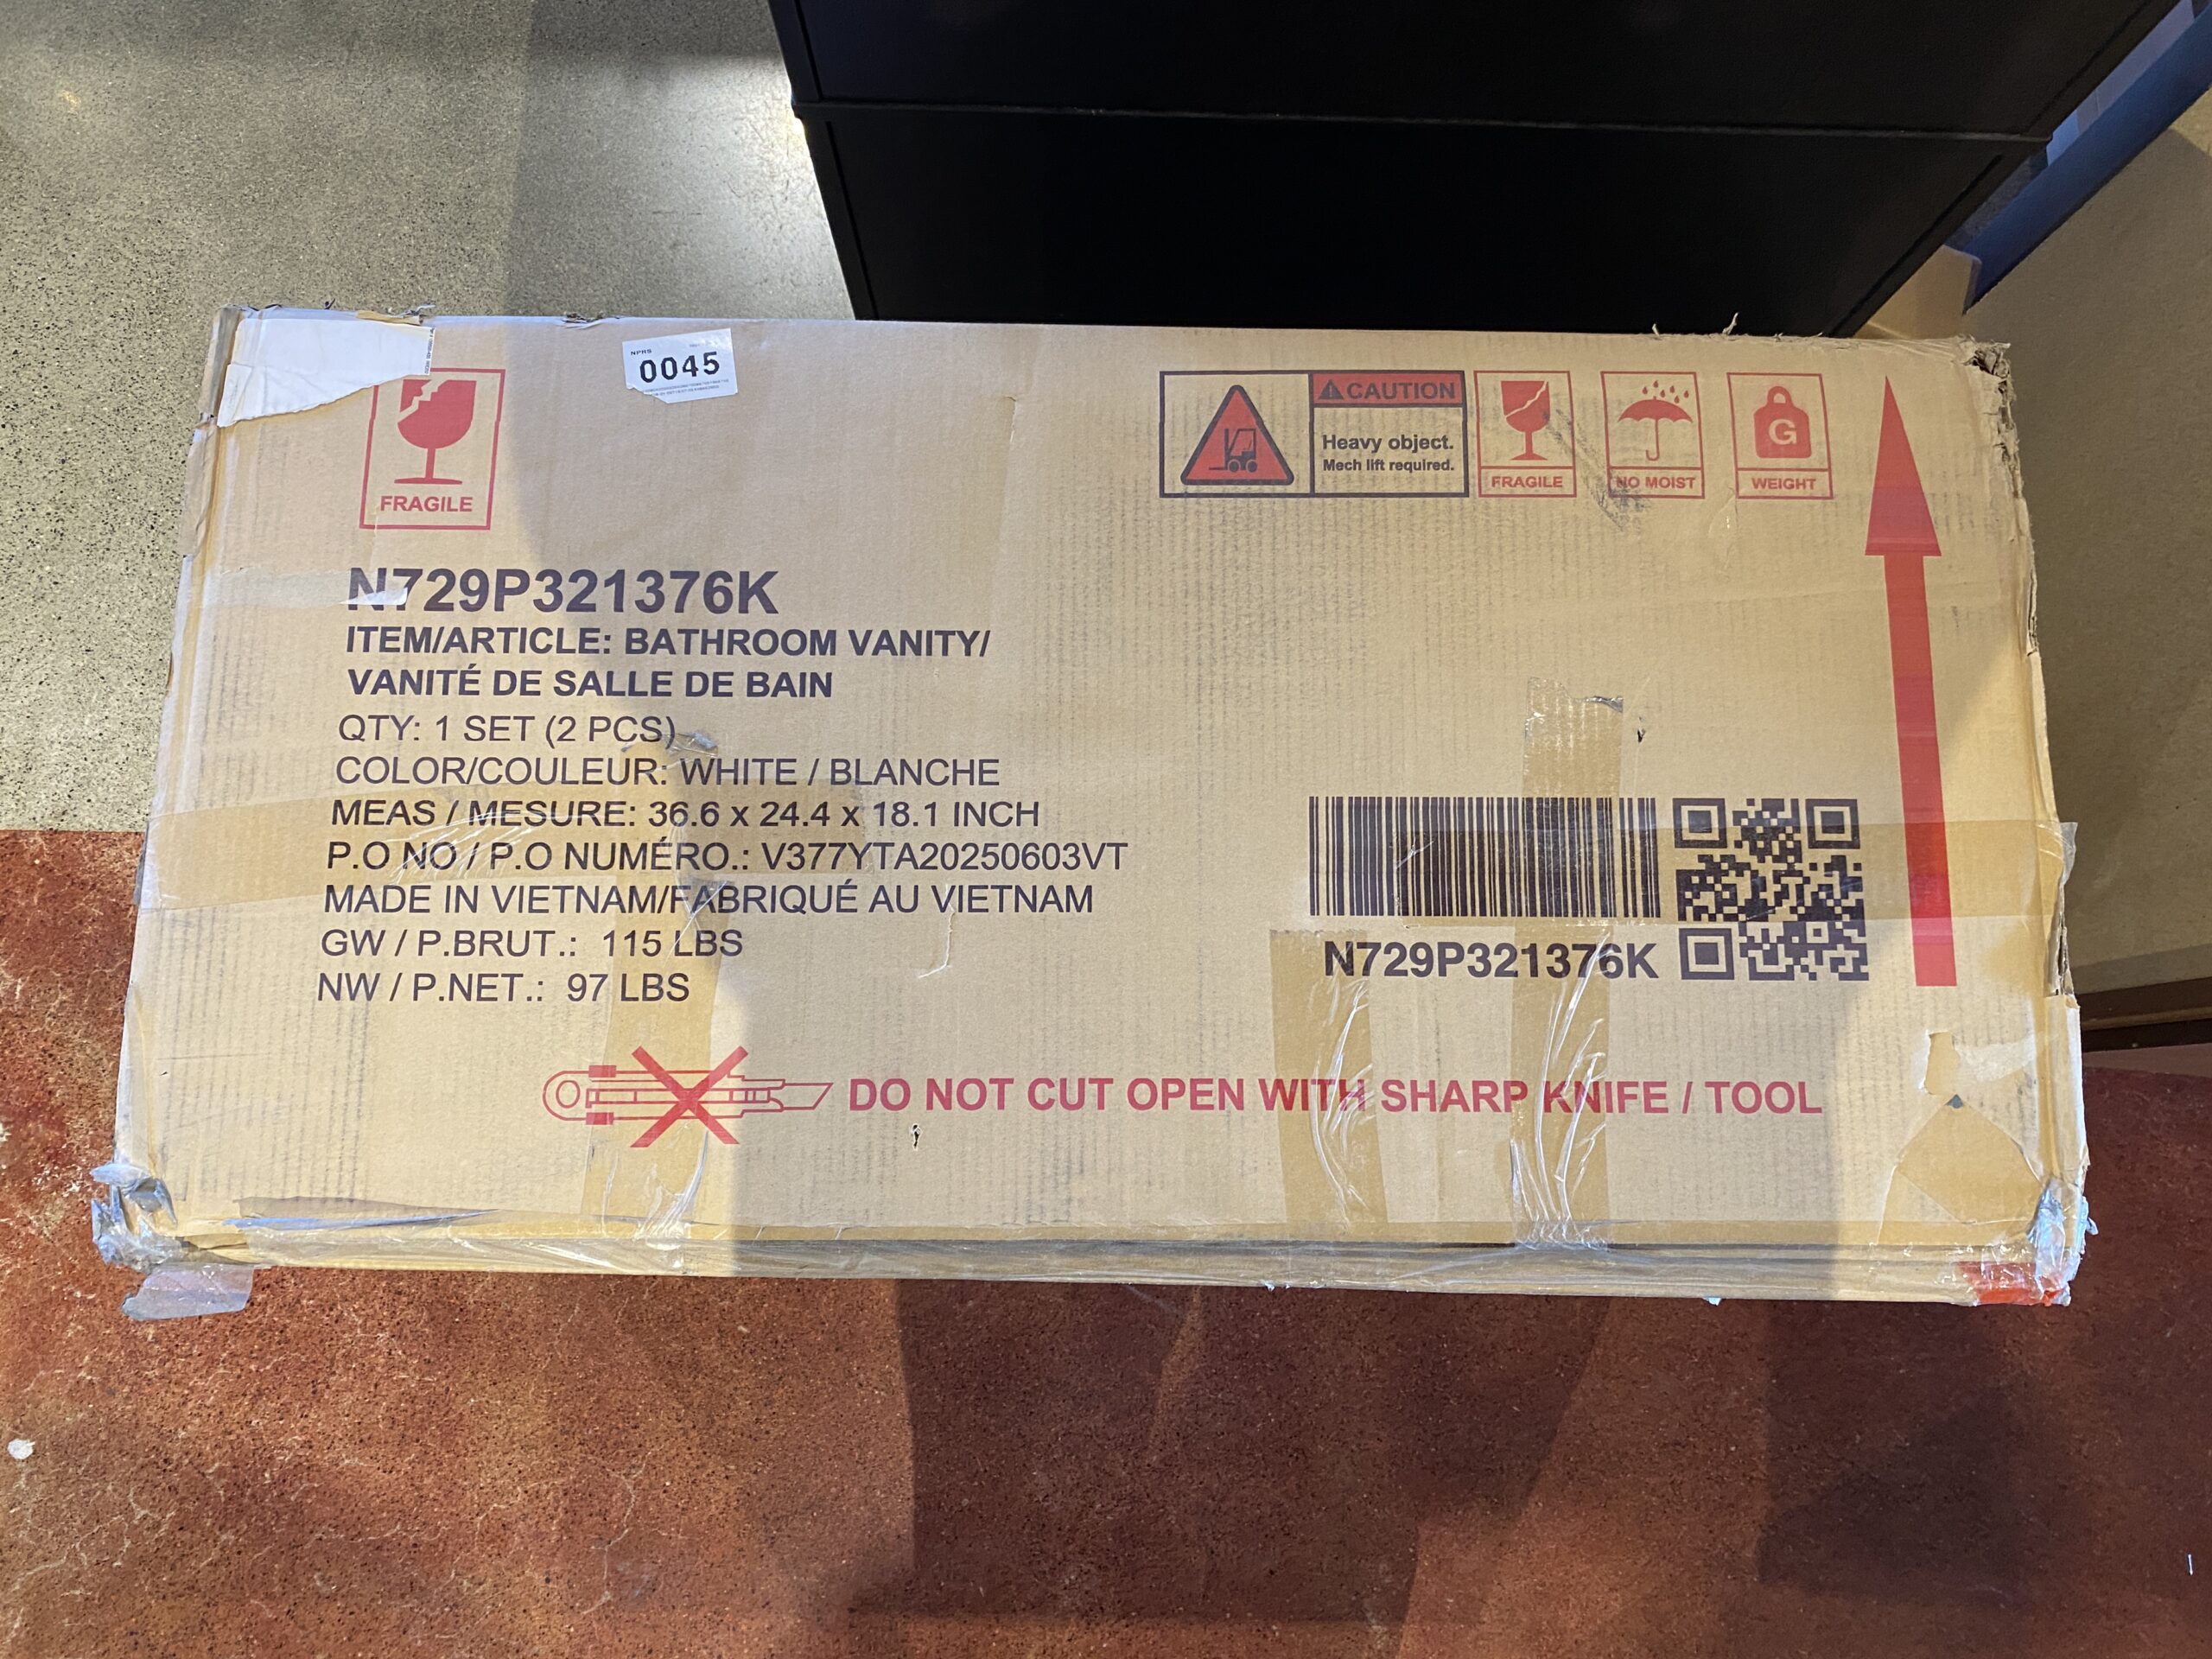 NPRS
0045
CAUTION
Heavy object.
Mech lift required.
FRAGILE
NO MOIST
G
WEIGHT
FRAGILE
N729P321376K
ITEM/ARTICLE: BATHROOM VANITY/
VANITÉ DE SALLE DE BAIN
QTY: 1 SET (2 PCS)
COLOR/COULEUR: WHITE / BLANCHE
MEAS / MESURE: 36.6 x 24.4 x 18.1 INCH
P.O NO / P.O NUMÉRO.: V377YTA20250603VT
MADE IN VIETNAM/FABRIQUÉ AU VIETNAM
GW / P.BRUT.: 115 LBS
NW / P.NET.: 97 LBS
N729P321376K
DO NOT CUT OPEN WITH SHARP KNIFE / TOOL